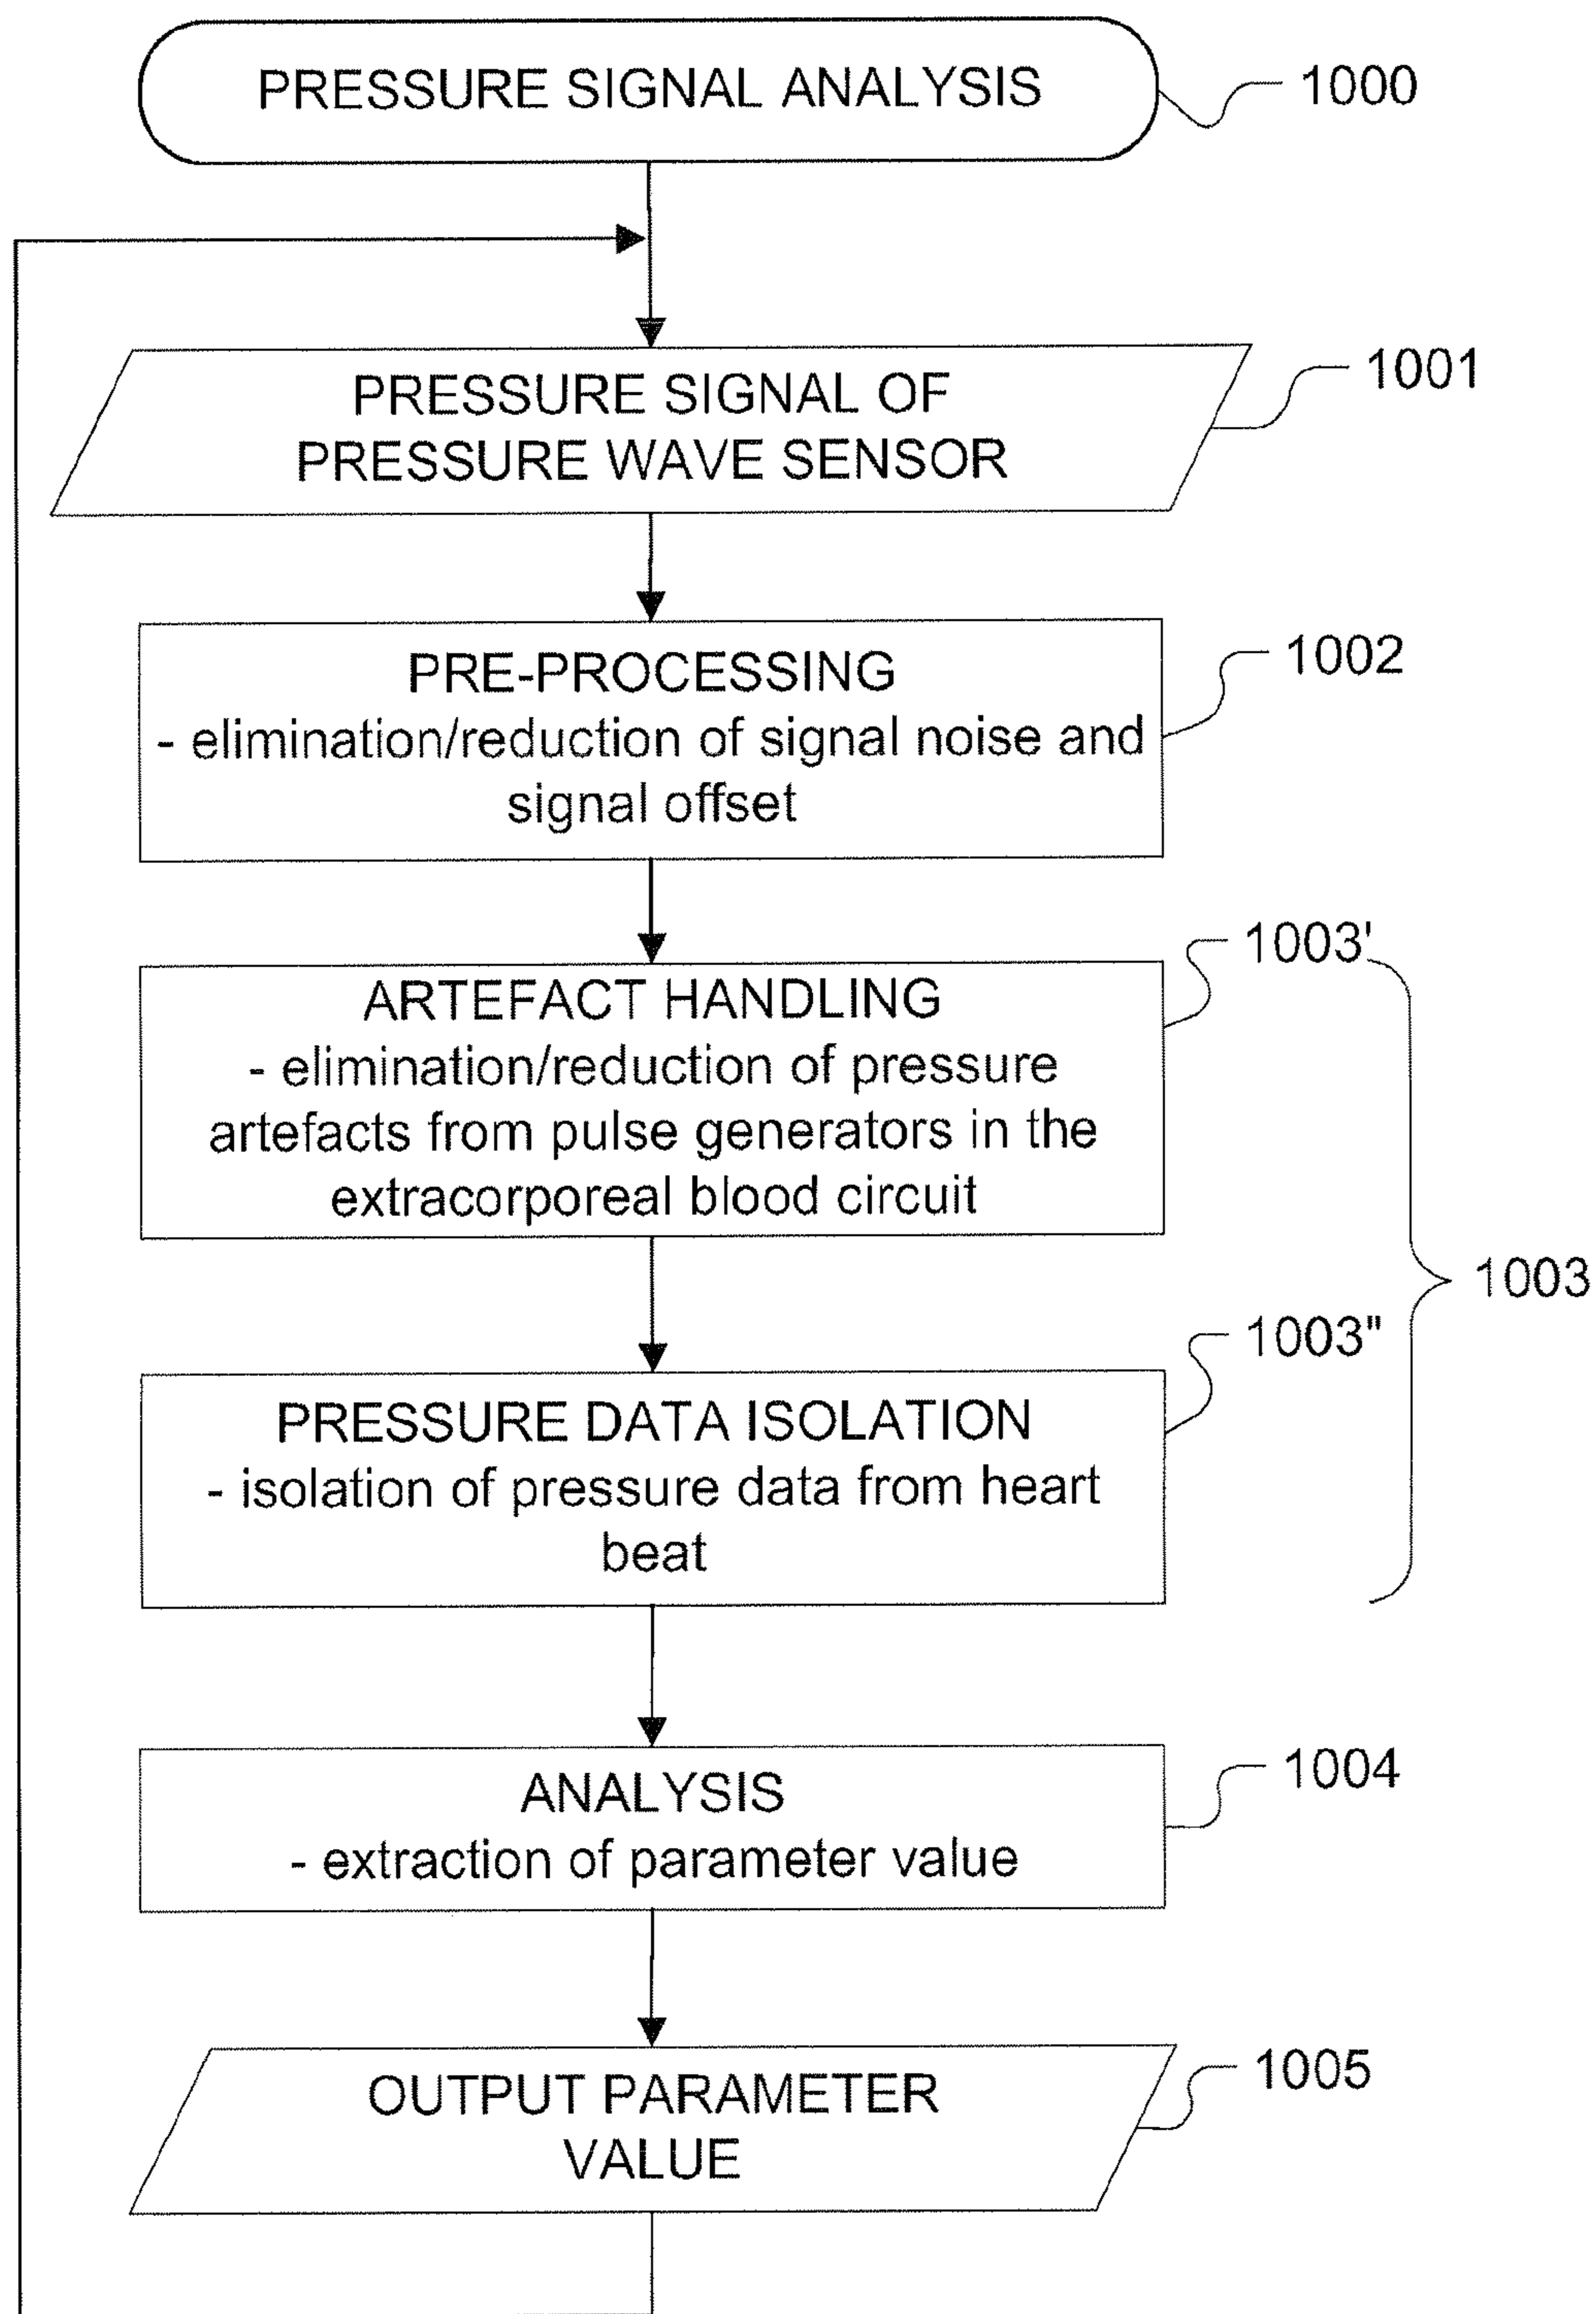 PRESSURE SIGNAL ANALYSIS
1000
PRESSURE SIGNAL OF
PRESSURE WAVE SENSOR
1001
PRE-PROCESSING
- elimination/reduction of signal noise and
signal offset
1002
ARTEFACT HANDLING
- elimination/reduction of pressure
artefacts from pulse generators in the
extracorporeal blood circuit
1003'
1003
PRESSURE DATA ISOLATION
- isolation of pressure data from heart
beat
1003"
ANALYSIS
- extraction of parameter value
1004
OUTPUT PARAMETER
VALUE
1005